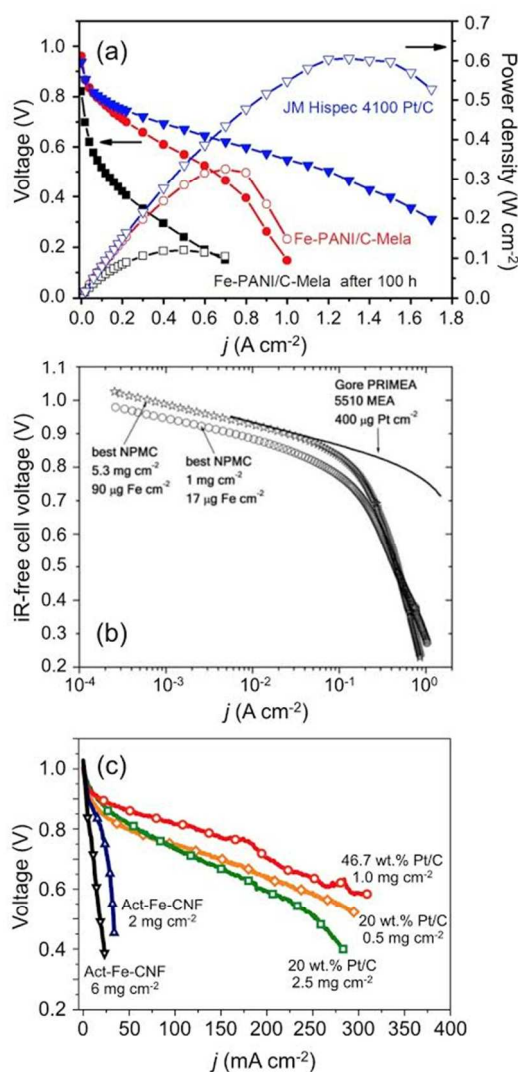 (a)
JM Hispec 4100 Pt/C
Fe-PANI/C-Mela
Fe-PANI/C-Mela after 100 h
Voltage (V)
1.0
0.8
0.6
0.4
0.2
0.0
Power density (W cm-2)
0.7
0.6
0.5
0.4
0.3
0.2
0.1
0.0
0.0 0.2 0.4 0.6 0.8 1.0 1.2 1.4 1.6 1.8
j (A cm-2)
iR-free cell voltage (V)
1.1
1.0
0.9
0.8
0.7
0.6
0.5
0.4
0.3
0.2
Gore PRIMEA
5510 MEA
400 µg Pt cm-2
best NPMC
5.3 mg cm-2
90 µg Fe cm-2
best NPMC
1 mg cm-2
17 µg Fe cm-2
(b)
10-4 10-3 10-2 10-1 100
j (A cm-2)
(c)
Voltage (V)
1.0
0.8
0.6
0.4
0.2
46.7 wt.% Pt/C
1.0 mg cm-2
Act-Fe-CNF
2 mg cm-2
20 wt.% Pt/C
0.5 mg cm-2
Act-Fe-CNF
6 mg cm-2
20 wt.% Pt/C
2.5 mg cm-2
0 50 100 150 200 250 300 350 400
j (mA cm-2)